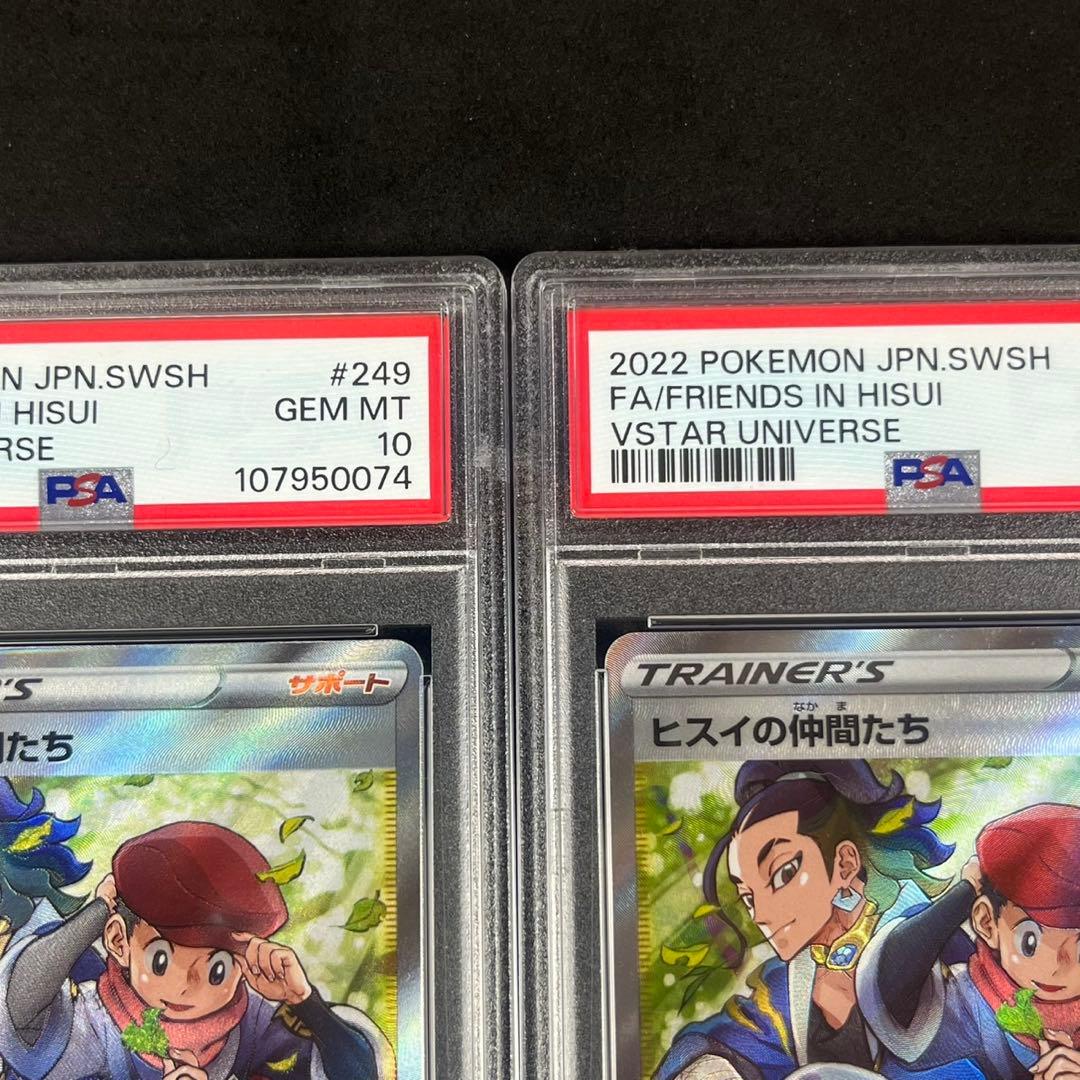 N JPN.SWSH #249
HISUI GEM MT
RSE 10
PSA 107950074
2022 POKEMON JPN.SWSH
FA/FRIENDS IN HISUI
VSTAR UNIVERSE
PSA
R'S サポート
間たち
TRAINER'S
なかま
ヒスイの仲間たち